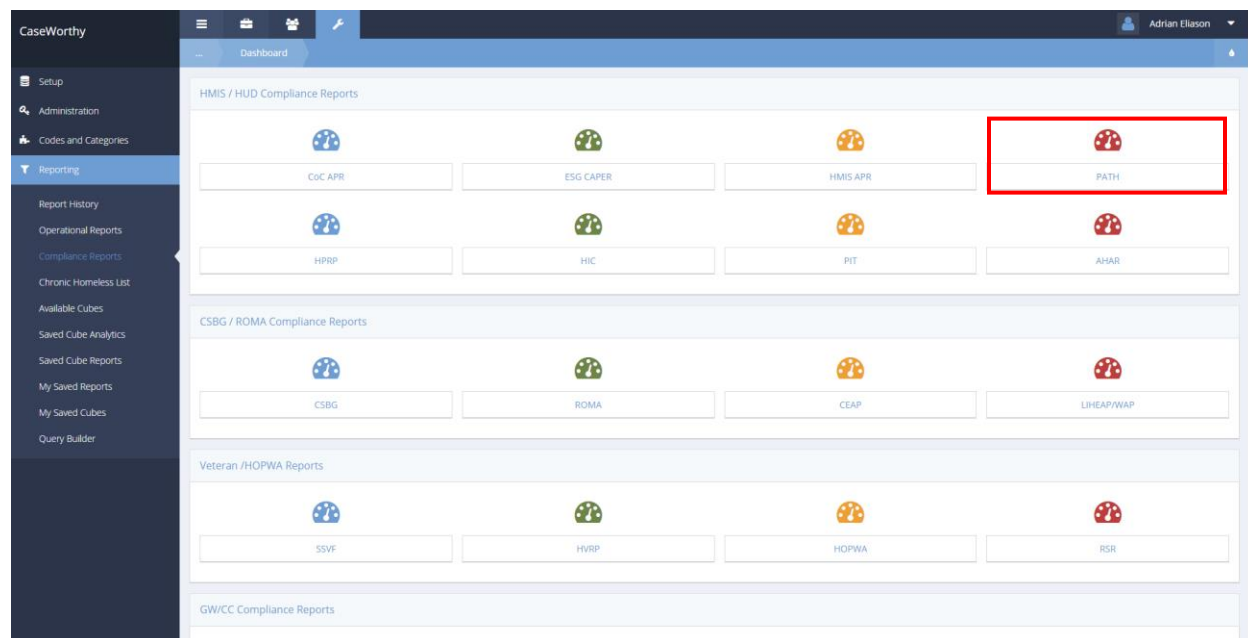 CaseWorthy
Adrian Eliason
... Dashboard
Setup
Administration
Codes and Categories
Reporting
Report History
Operational Reports
Compliance Reports
Chronic Homeless List
Available Cubes
Saved Cube Analytics
Saved Cube Reports
My Saved Reports
My Saved Cubes
Query Builder
HMIS / HUD Compliance Reports
CoC APR ESG CAPER HMIS APR PATH
HPRP HIC PIT AHAR
CSBG / ROMA Compliance Reports
CSBG ROMA CEAP LIHEAP/WAP
Veteran /HOPWA Reports
SSVF HVRP HOPWA RSR
GW/CC Compliance Reports